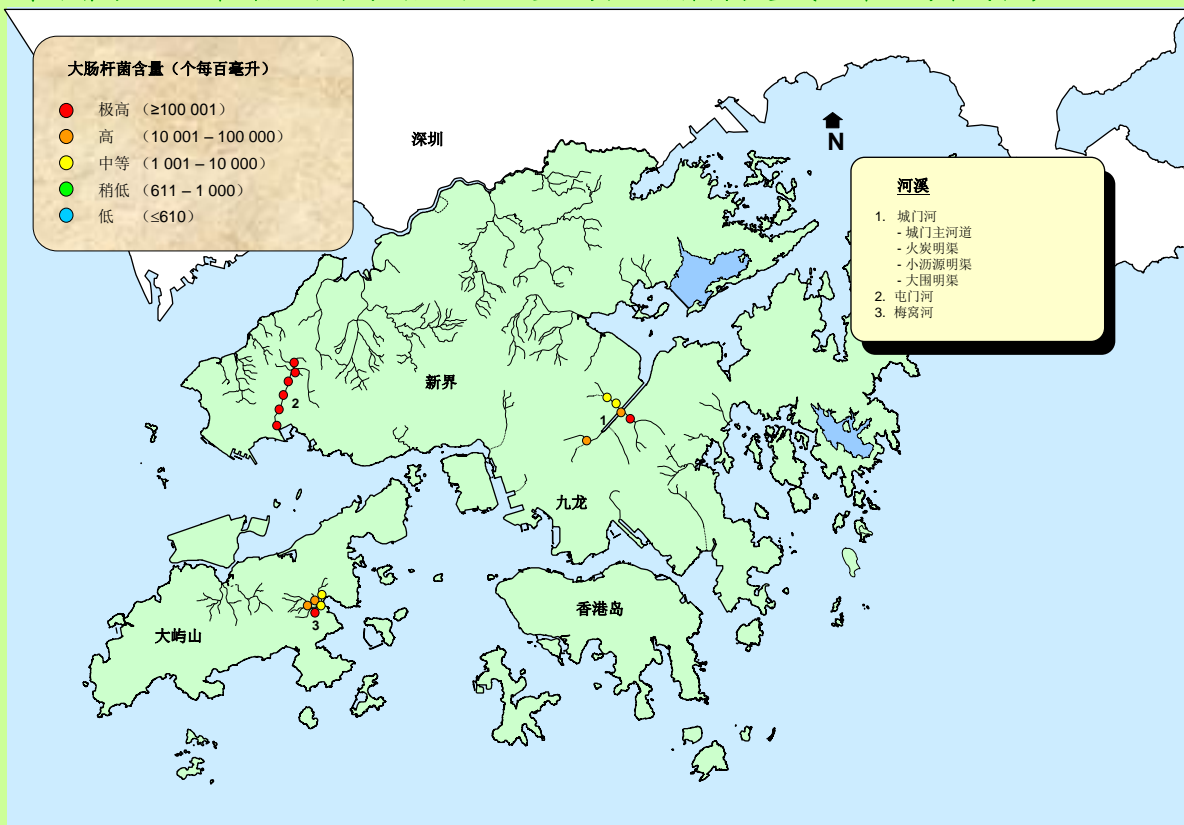 大肠杆菌含量（个每百毫升）
极高 （≥100 001）
高 （10 001 – 100 000）
中等 （1 001 – 10 000）
稍低 （611 – 1 000）
低 （≤610）
深圳
N
河溪
1. 城门河
- 城门主河道
- 火炭明渠
- 小沥源明渠
- 大围明渠
2. 屯门河
3. 梅窝河
新界
2
1
九龙
香港岛
大屿山
3